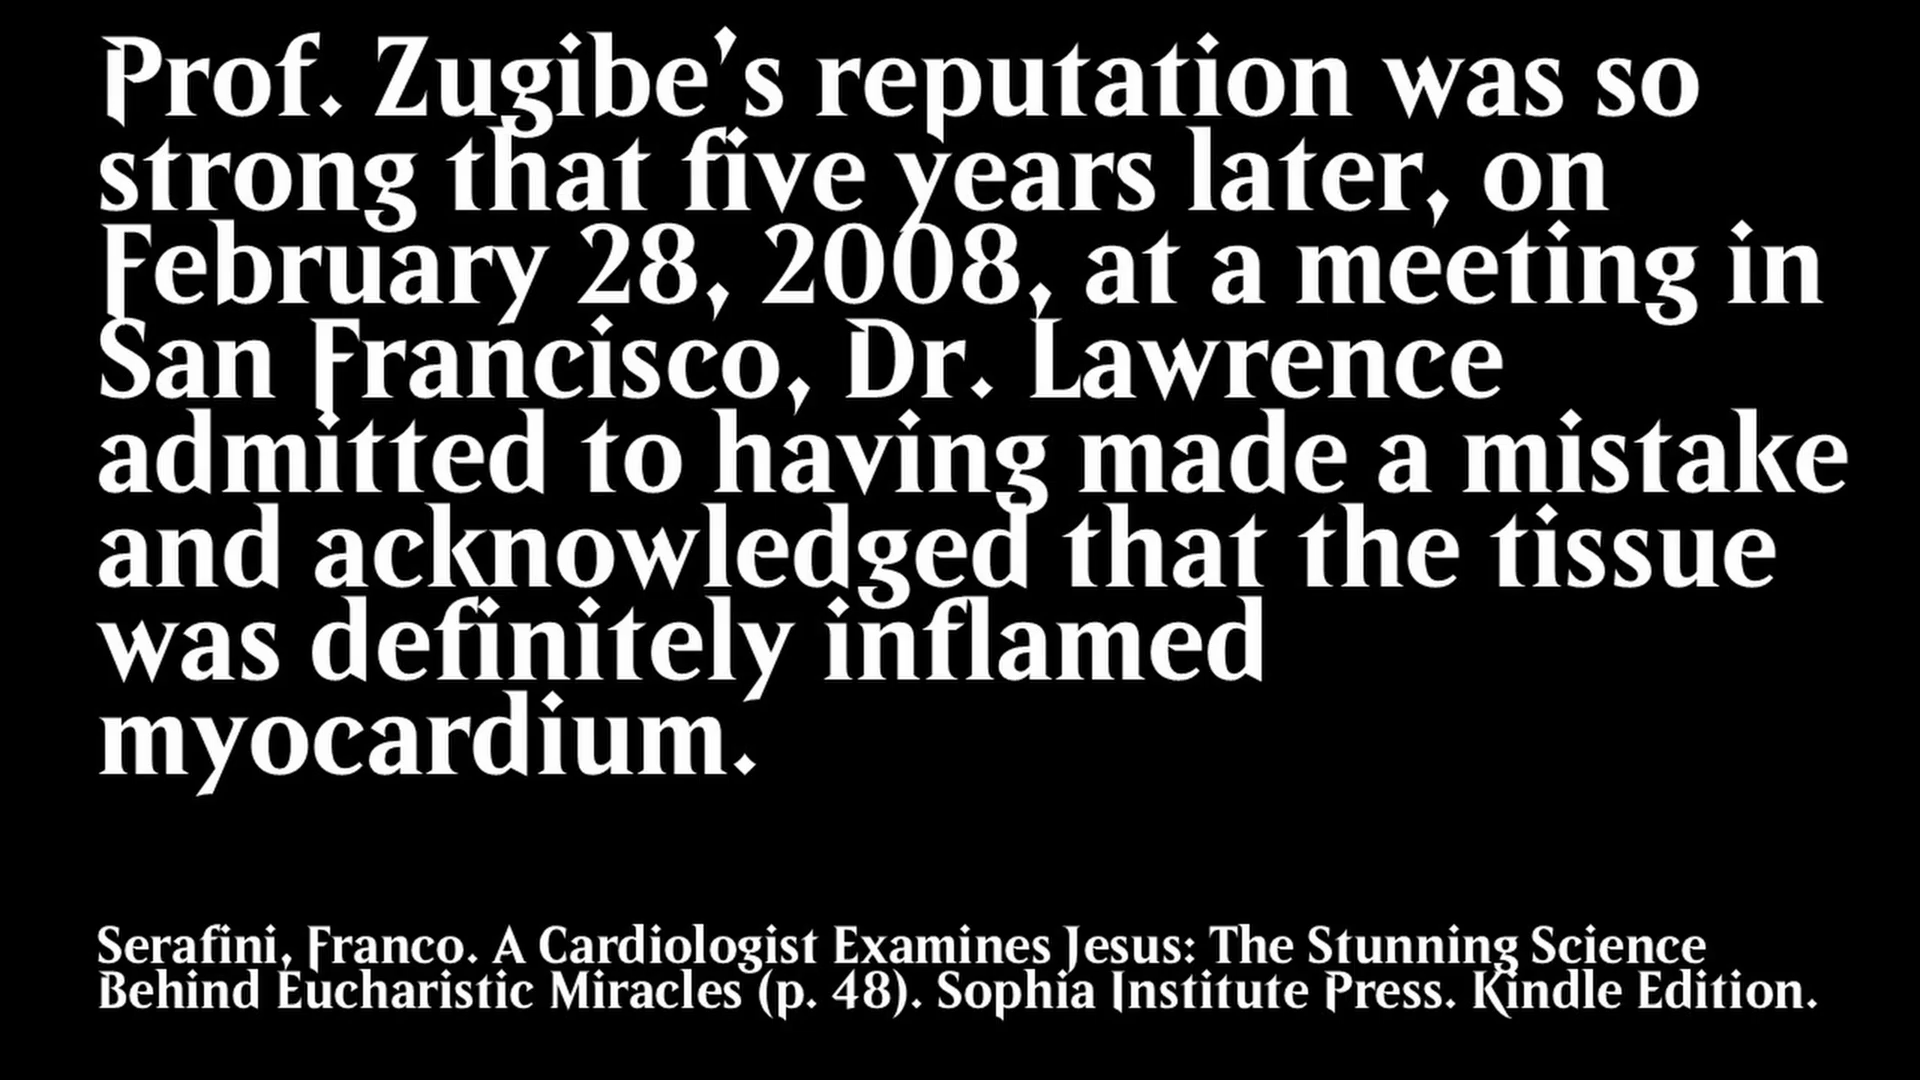 Prof. Zugibe's reputation was so
strong that five years later, on
February 28, 2008, at a meeting in
San Francisco, Dr. Lawrence
admitted to having made a mistake
and acknowledged that the tissue
was definitely inflamed
myocardium.
Serafini, Franco. A Cardiologist Examines Jesus: The Stunning Science
Behind Eucharistic Miracles (p. 48). Sophia Institute Press. Kindle Edition.